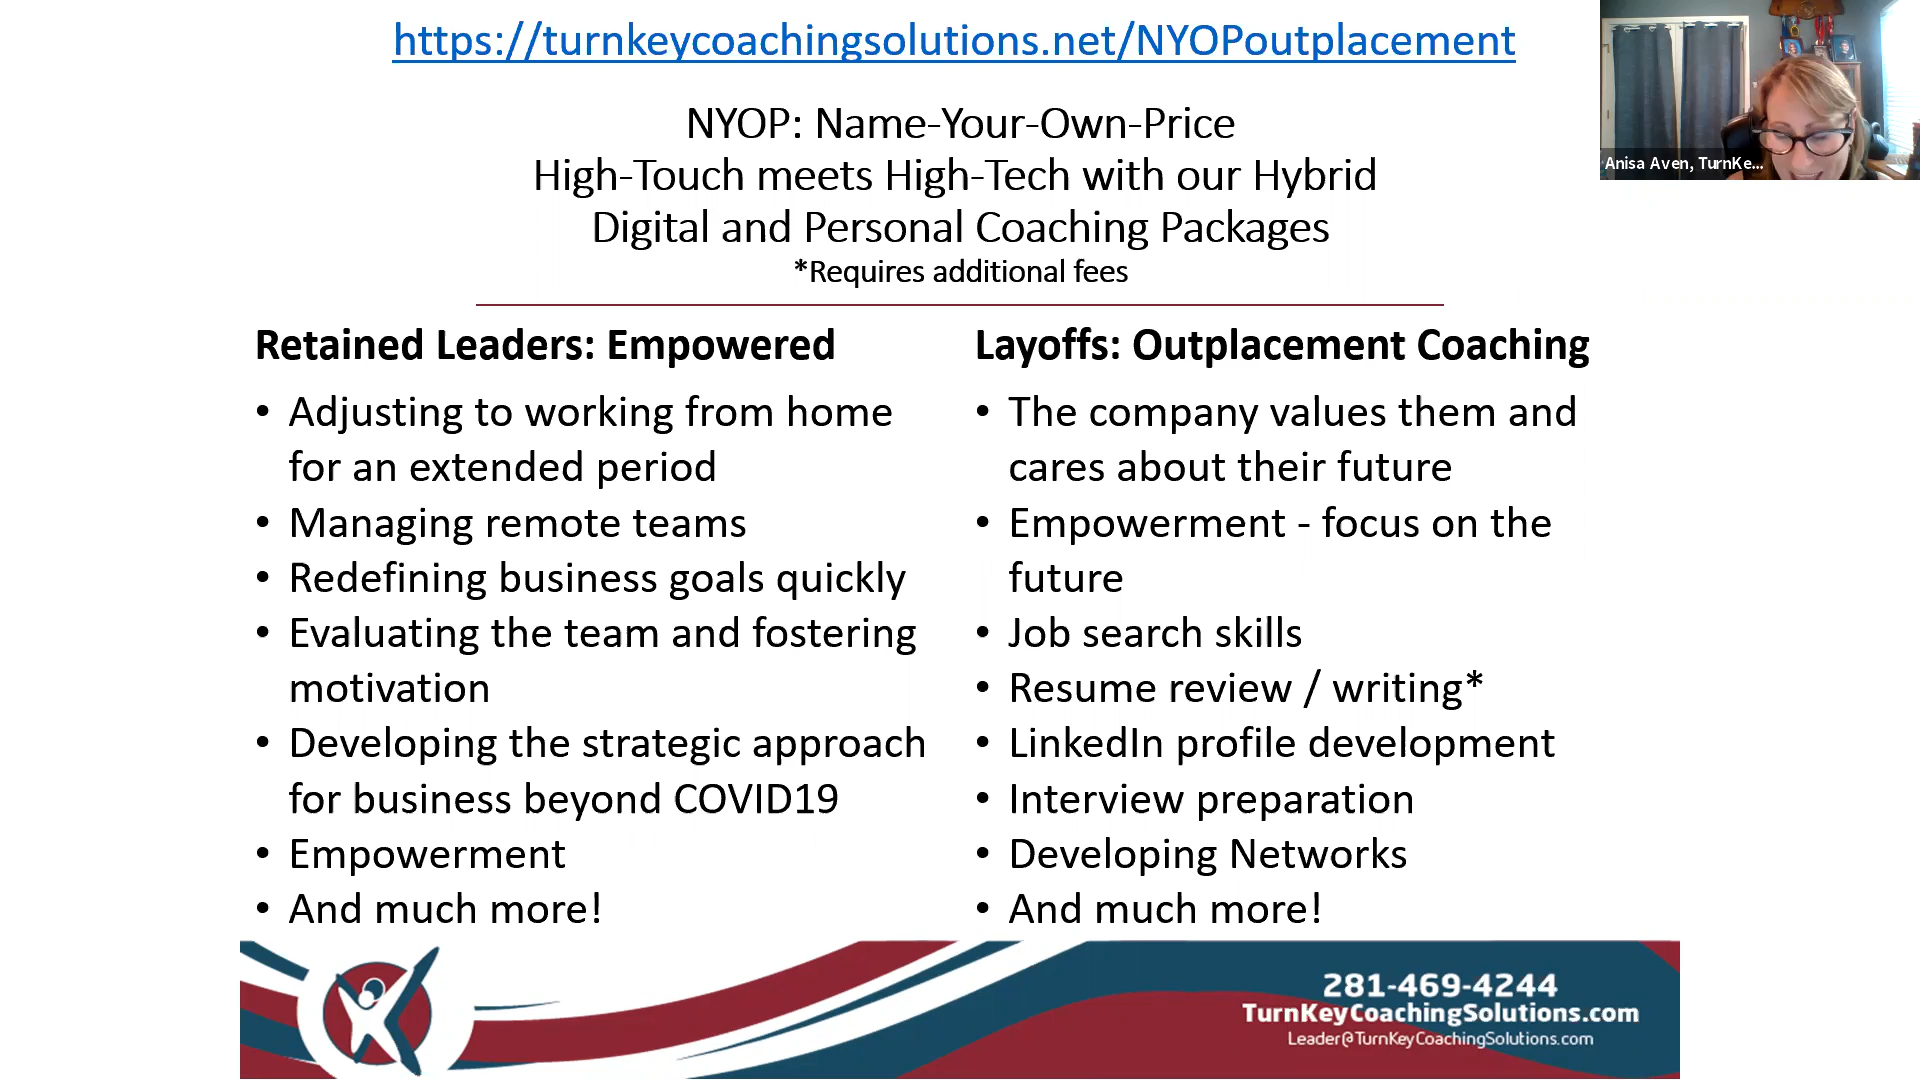 https://turnkeycoachingsolutions.net/NYOPoutplacement
NYOP: Name-Your-Own-Price
High-Touch meets High-Tech with our Hybrid
Digital and Personal Coaching Packages
*Requires additional fees
Anisa Aven, TurnKe...
Retained Leaders: Empowered
• Adjusting to working from home
for an extended period
• Managing remote teams
• Redefining business goals quickly
• Evaluating the team and fostering
motivation
• Developing the strategic approach
for business beyond COVID19
• Empowerment
• And much more!
Layoffs: Outplacement Coaching
• The company values them and
cares about their future
• Empowerment - focus on the
future
• Job search skills
• Resume review / writing*
• LinkedIn profile development
• Interview preparation
• Developing Networks
• And much more!
281-469-4244
TurnKeyCoachingSolutions.com
Leader@TurnKeyCoachingSolutions.com